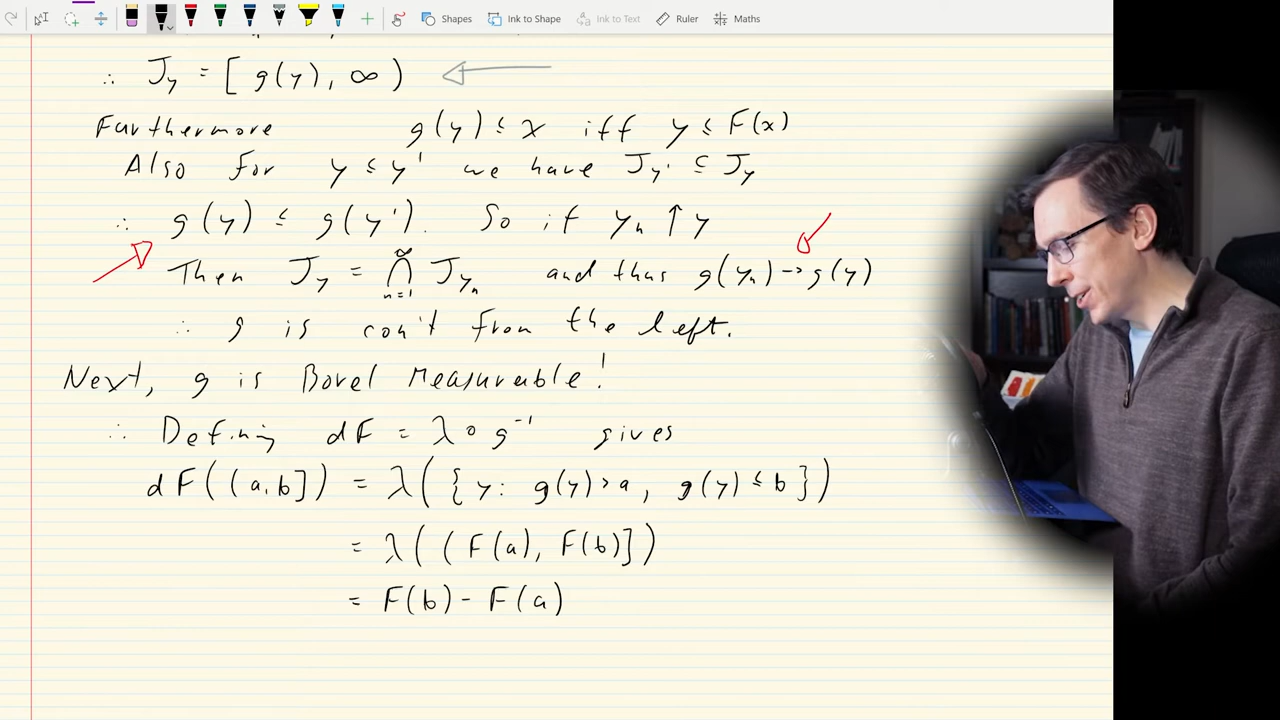 Shapes Ink to Shape Ink to Text Ruler Maths
∴ J_y = [ g(y), ∞ )
Furthermore g(y) ≤ x iff y ≤ F(x)
Also for y ≤ y' we have J_y' ⊆ J_y
∴ g(y) ≤ g(y'). So if y_n ↑ y
Then J_y = ∩_{n=1}^∞ J_{y_n} and thus g(y_n) → g(y)
∴ g is con't from the left.
Next, g is Borel Measurable!
∴ Defining dF = λ ∘ g^{-1} gives
dF((a,b]) = λ({y: g(y)>a, g(y) ≤ b})
= λ((F(a), F(b)])
= F(b) - F(a)